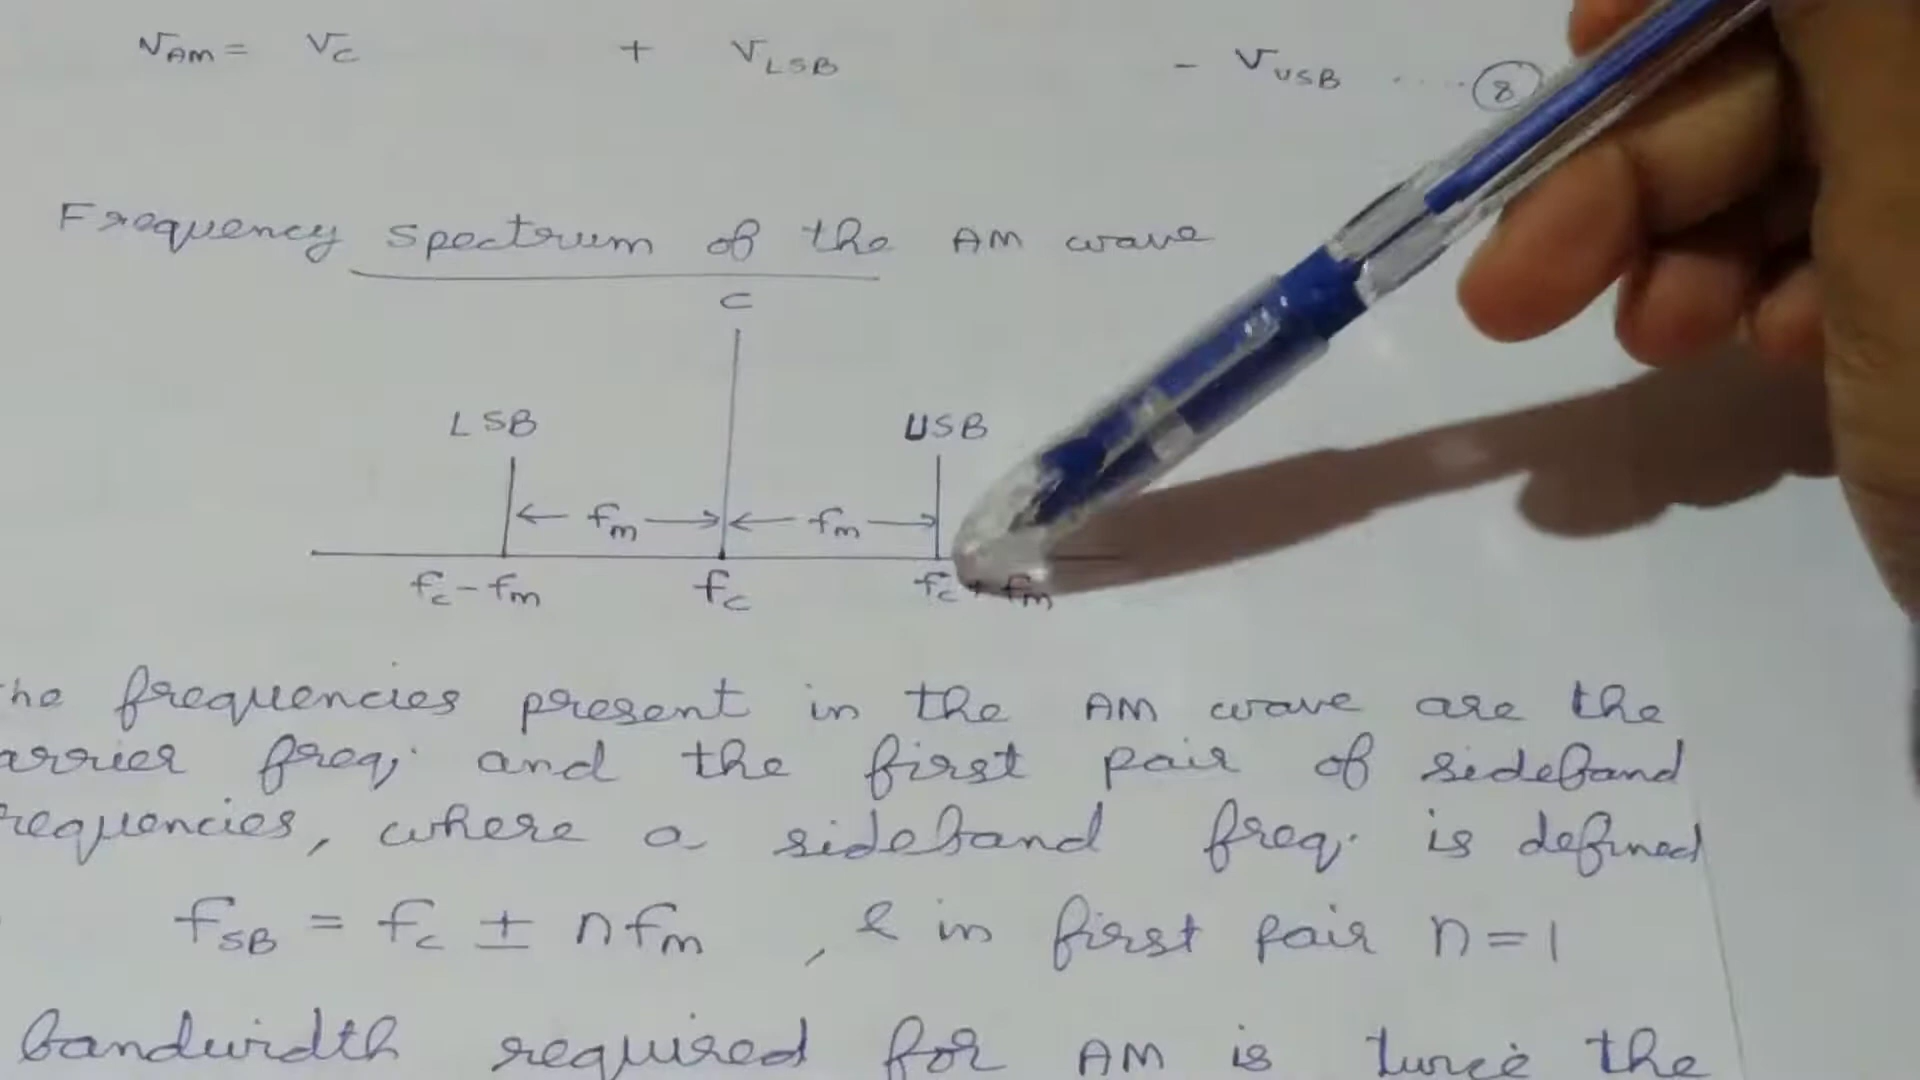 VAM = VC + VLSB - VUSB .... 8
Frequency spectrum of the AM wave
C
LSB USB
fm fm
fc - fm fc fc + fm
he frequencies present in the AM wave are the
arrier freq. and the first pair of sideband
requencies, where a sideband freq. is defined
fSB = fc ± nfm , & in first pair n = 1
bandwidth required for AM is twice the